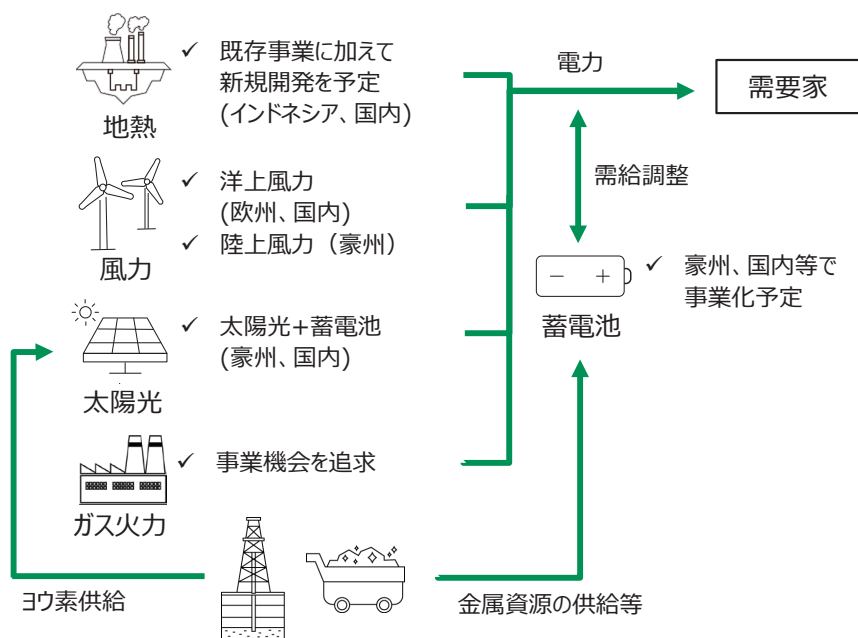 ✓ 既存事業に加えて
新規開発を予定
(インドネシア、国内)
地熱
✓ 洋上風力
(欧州、国内)
✓ 陸上風力（豪州）
風力
✓ 太陽光+蓄電池
(豪州、国内)
太陽光
✓ 事業機会を追求
ガス火力
電力
需要家
需給調整
✓ 豪州、国内等で
事業化予定
蓄電池
ヨウ素供給
金属資源の供給等